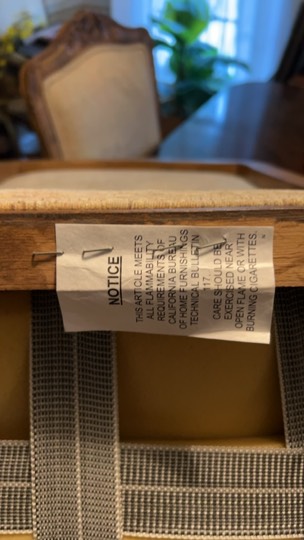 NOTICE
THIS ARTICLE MEETS
ALL FLAMMABILITY
REQUIREMENTS OF
CALIFORNIA BUREAU
OF HOME FURNISHINGS
TECHNICAL BULLETIN
117.
CARE SHOULD BE
EXERCISED NEAR
OPEN FLAME OR WITH
BURNING CIGARETTES.